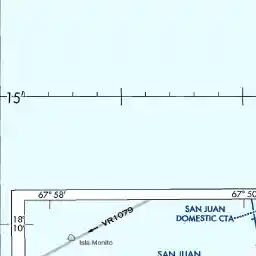 15'
67° 58'
67° 50
SAN JUAN
DOMESTIC CTA
VR1079
18°
10'
Isla Monito
SAN JUAN